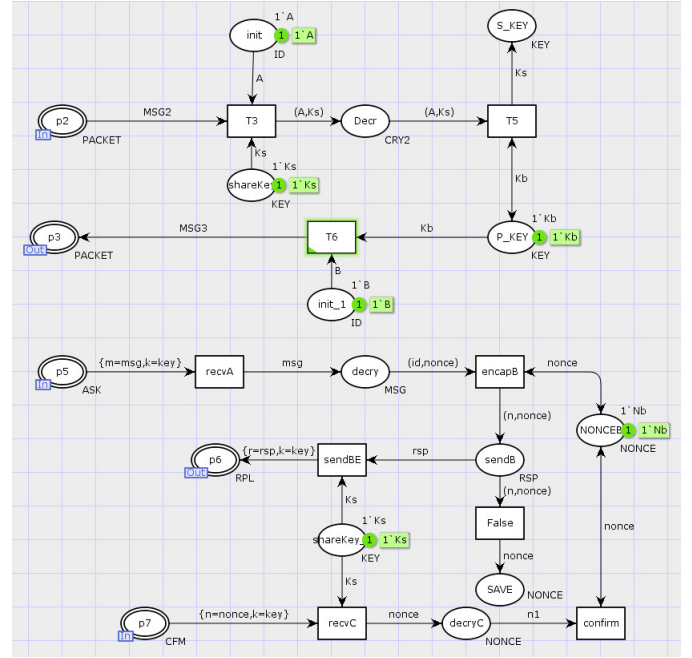 1`A
init 1 1`A
ID
A
S_KEY
KEY
Ks
p2
In
PACKET
MSG2
T3
(A,Ks)
Decr
CRY2
(A,Ks)
T5
Ks
1`Ks
shareKey 1 1`Ks
KEY
Kb
1`Kb
P_KEY 1 1`Kb
KEY
p3
Out
PACKET
MSG3
T6
Kb
B
1`B
init_1 1 1`B
ID
p5
In
ASK
{m=msg,k=key}
recvA
msg
decry
MSG
(id,nonce)
encapB
nonce
(n,nonce)
1`Nb
NONCEB 1 1`Nb
NONCE
p6
Out
RPL
{r=rsp,k=key}
sendBE
rsp
sendB
RSP
(n,nonce)
Ks
False
nonce
1`Ks
shareKey_ 1 1`Ks
KEY
nonce
SAVE
NONCE
Ks
p7
In
CFM
{n=nonce,k=key}
recvC
nonce
decryC
NONCE
n1
confirm